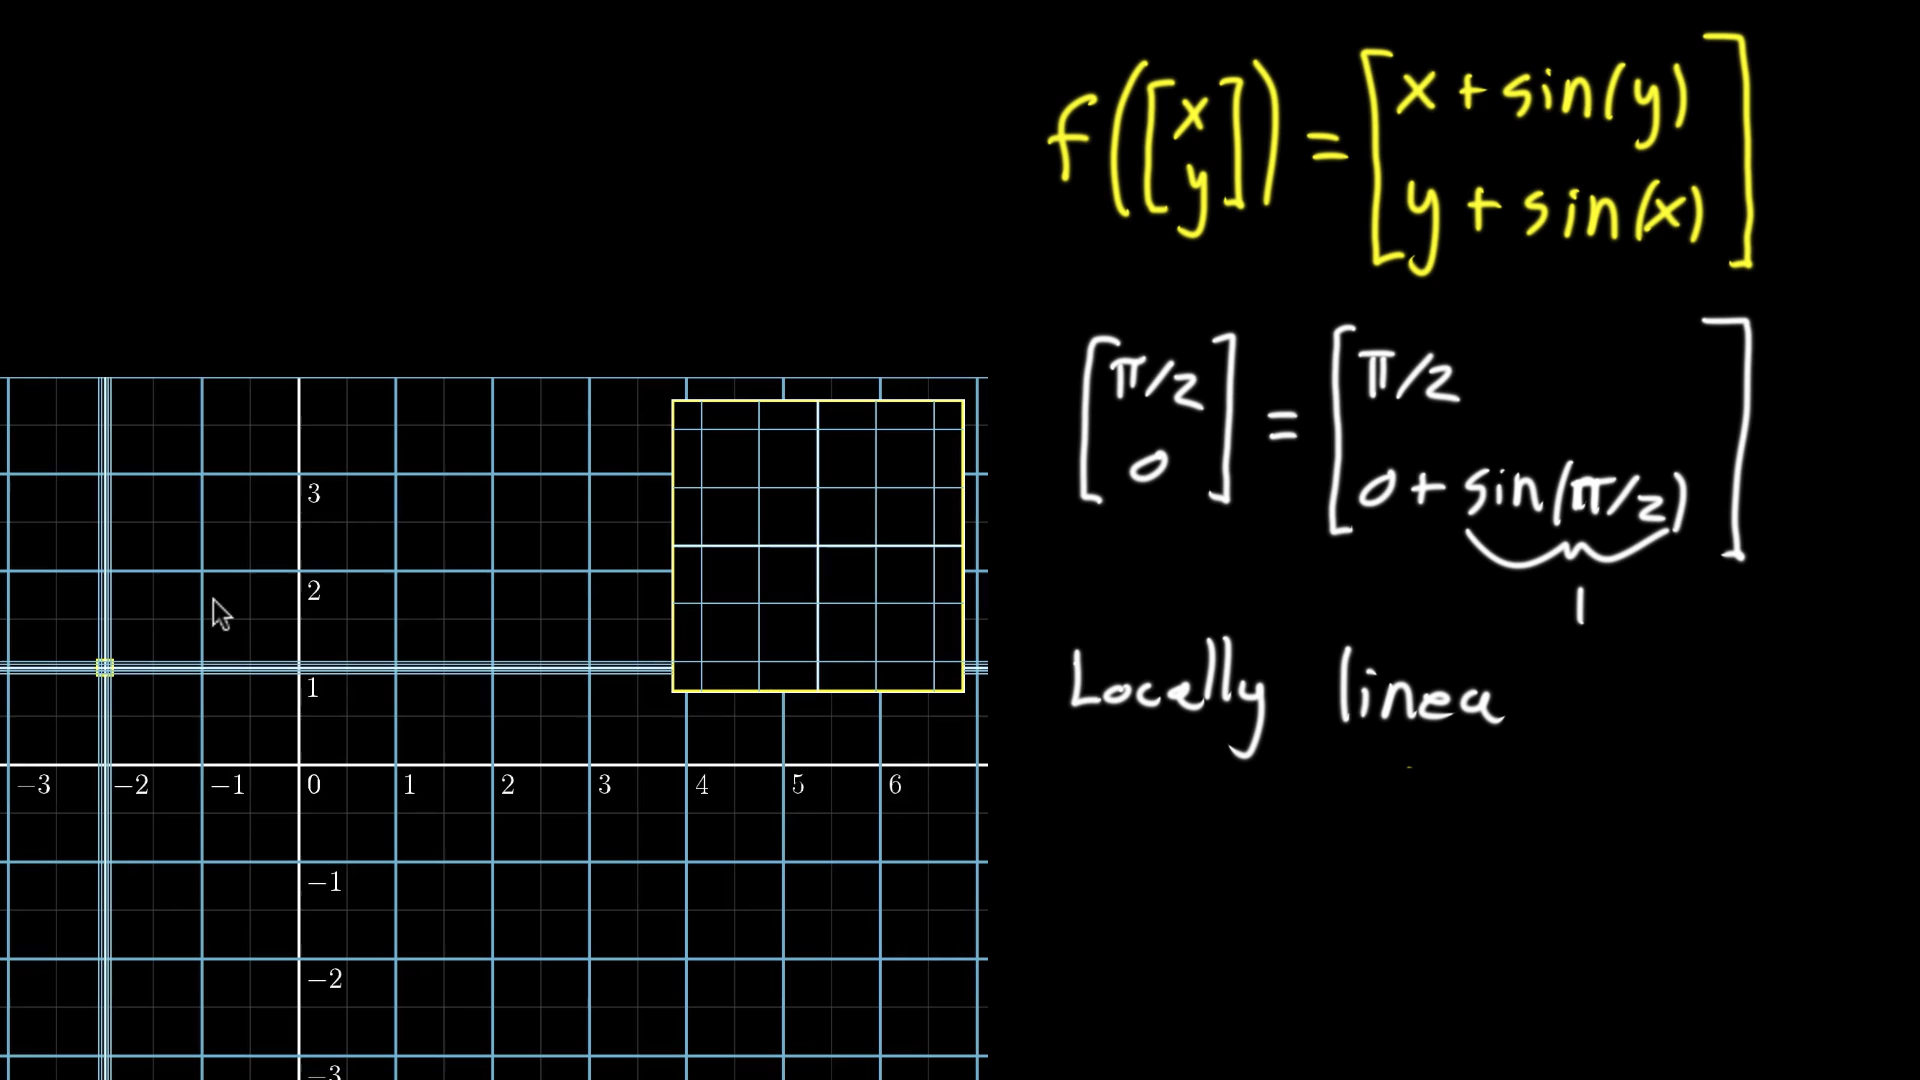 f([x y]) = [x + sin(y)
y + sin(x)]
[π/2 0] = [π/2
0 + sin(π/2)]
1
Locally linea
3
2
1
−3 −2 −1 0 1 2 3 4 5 6
−1
−2
−3